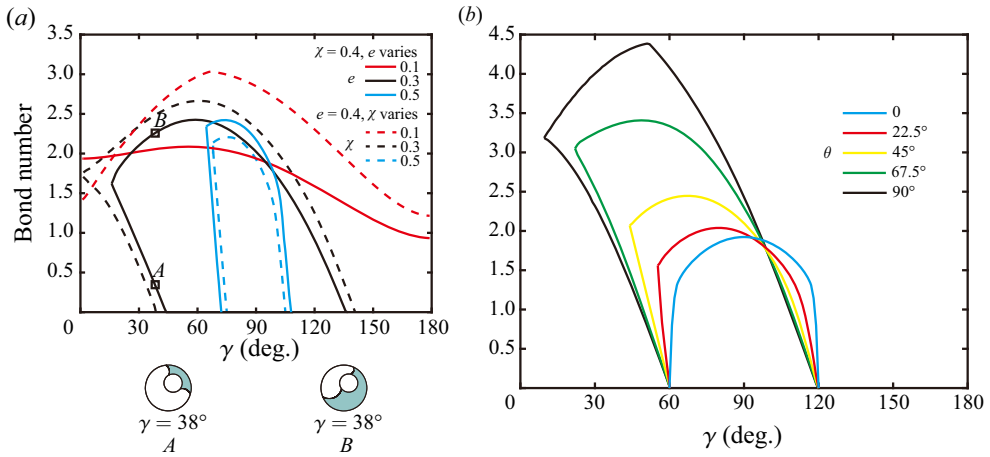 (a)
3.5
3.0
2.5
2.0
1.5
1.0
0.5
Bond number
0 30 60 90 120 150 180
γ (deg.)
χ = 0.4, e varies
e
0.1
0.3
0.5
e = 0.4, χ varies
χ
0.1
0.3
0.5
B
A
γ = 38°
A
γ = 38°
B
(b)
4.5
4.0
3.5
3.0
2.5
2.0
1.5
1.0
0.5
0 30 60 90 120 150 180
γ (deg.)
θ
0
22.5°
45°
67.5°
90°